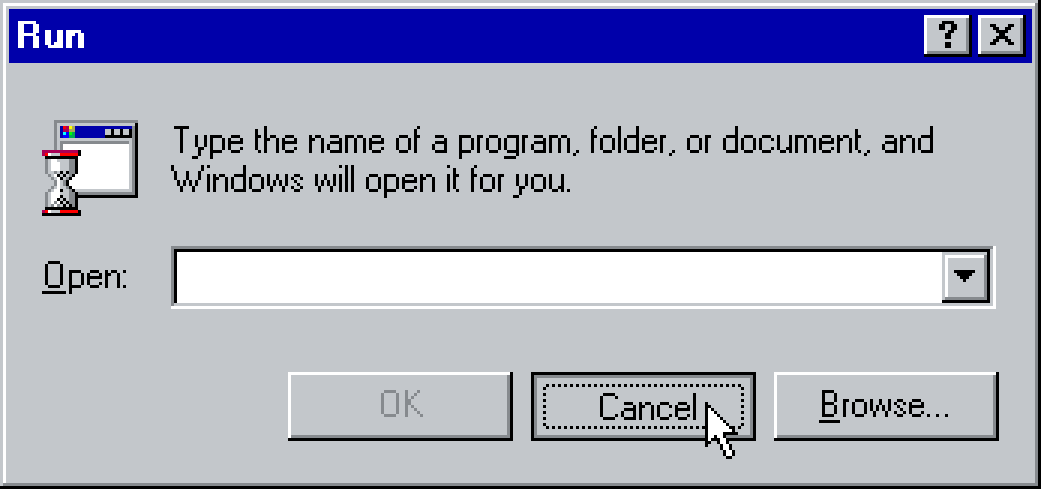 Run
Type the name of a program, folder, or document, and
Windows will open it for you.
Open:
OK
Cancel
Browse...